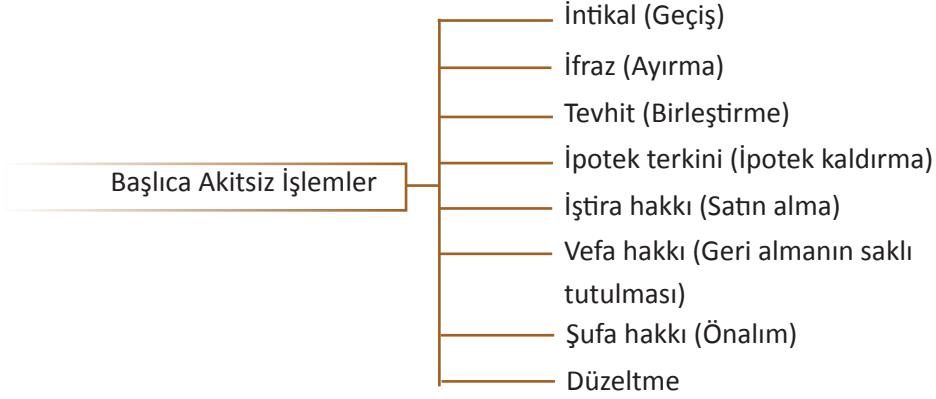 İntikal (Geçiş)
İfraz (Ayırma)
Tevhit (Birleştirme)
İpotek terkini (İpotek kaldırma)
Başlıca Akitsiz İşlemler
İştira hakkı (Satın alma)
Vefa hakkı (Geri almanın saklı
tutulması)
Şufa hakkı (Önalım)
Düzeltme